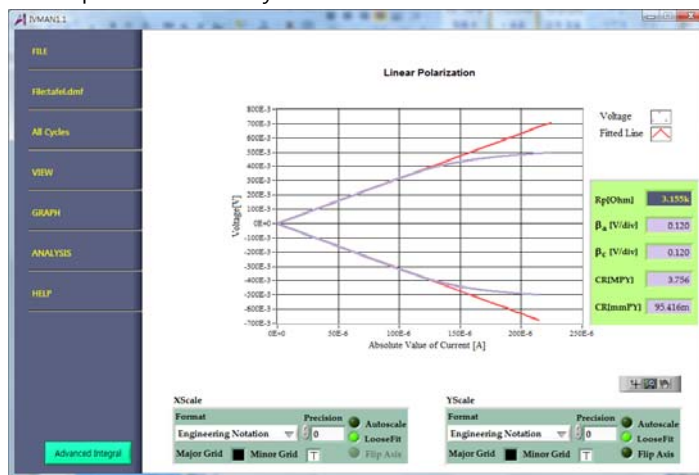 IVMAN1.1
FILE
File:tafel.dmf
All Cycles
VIEW
GRAPH
ANALYSIS
HELP
Advanced Integral
Linear Polarization
800E-3
700E-3
600E-3
500E-3
400E-3
300E-3
200E-3
100E-3
0E+0
-100E-3
-200E-3
-300E-3
-400E-3
-500E-3
-600E-3
-700E-3
Voltage[V]
0E+0 50E-6 100E-6 150E-6 200E-6 250E-6
Absolute Value of Current [A]
Voltage
Fitted Line
Rp[Ohm] 3.155k
βa [V/div] 0.120
βc [V/div] 0.120
CR[MPY] 3.756
CR[mmPY] 95.416m
XScale
Format Precision Autoscale
Engineering Notation 0 LooseFit
Major Grid Minor Grid Flip Axis
YScale
Format Precision Autoscale
Engineering Notation 0 LooseFit
Major Grid Minor Grid Flip Axis